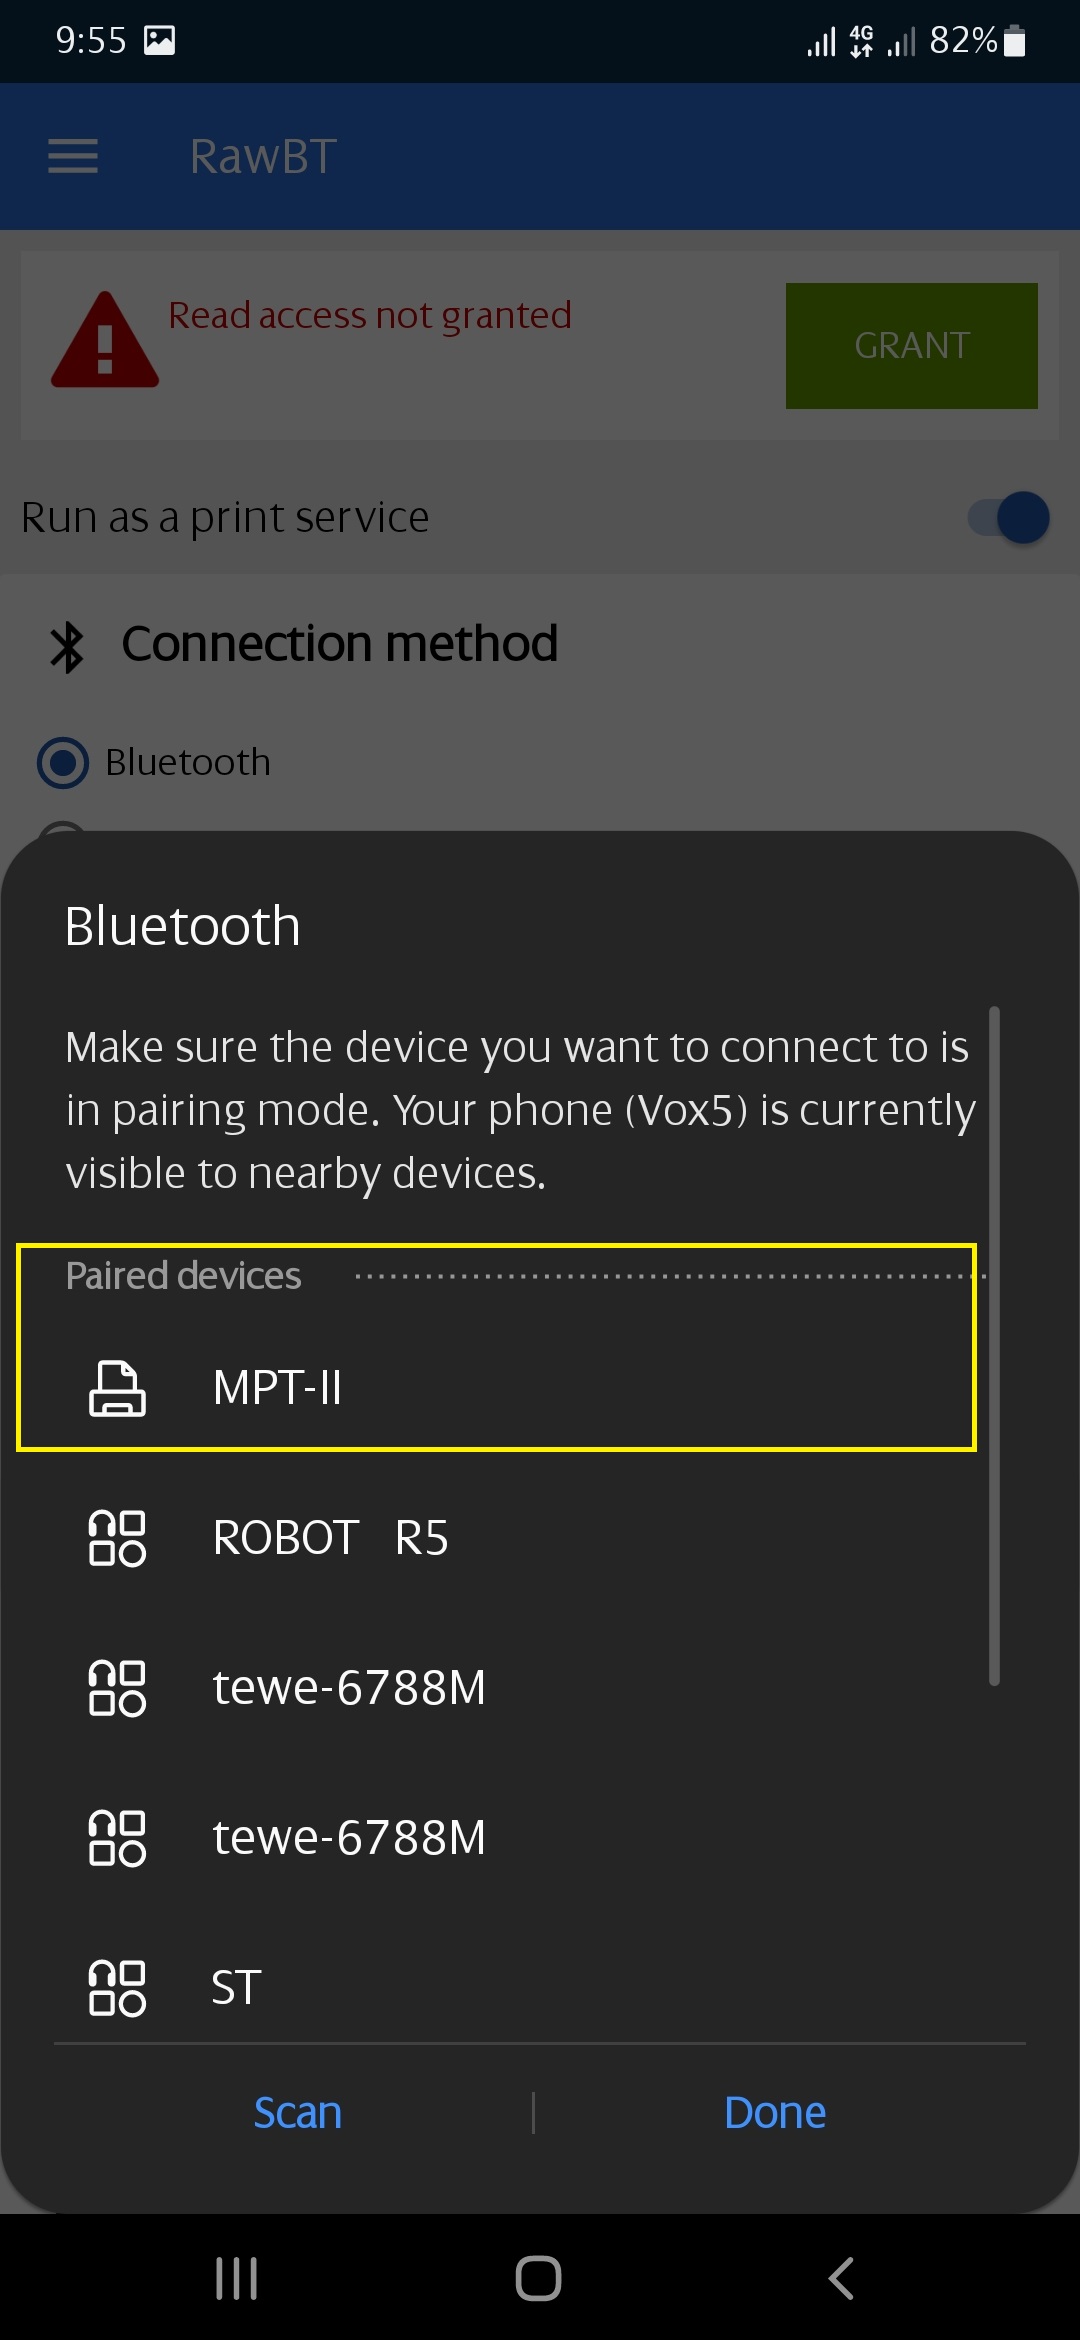 9:55
4G
82%
RawBT
Read access not granted
GRANT
Run as a print service
Connection method
Bluetooth
Bluetooth
Make sure the device you want to connect to is
in pairing mode. Your phone (Vox5) is currently
visible to nearby devices.
Paired devices
MPT-II
ROBOT R5
tewe-6788M
tewe-6788M
ST
Scan
Done